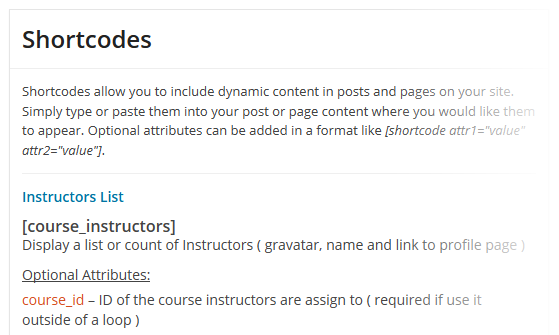 Shortcodes
Shortcodes allow you to include dynamic content in posts and pages on your site.
Simply type or paste them into your post or page content where you would like them
to appear. Optional attributes can be added in a format like [shortcode attr1="value"
attr2="value"].
Instructors List
[course_instructors]
Display a list or count of Instructors ( gravatar, name and link to profile page )
Optional Attributes:
course_id – ID of the course instructors are assign to ( required if use it
outside of a loop )